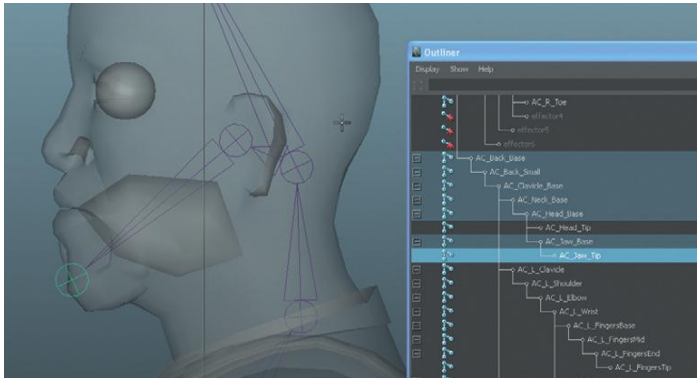 Outliner
Display Show Help
AC_R_Toe
effector4
effector5
effector6
AC_Back_Base
AC_Back_Small
AC_Clavicle_Base
AC_Neck_Base
AC_Head_Base
AC_Head_Tip
AC_Jaw_Base
AC_Jaw_Tip
AC_L_Clavicle
AC_L_Shoulder
AC_L_Elbow
AC_L_Wrist
AC_L_FingersBase
AC_L_FingersMid
AC_L_FingersEnd
AC_L_FingersTip